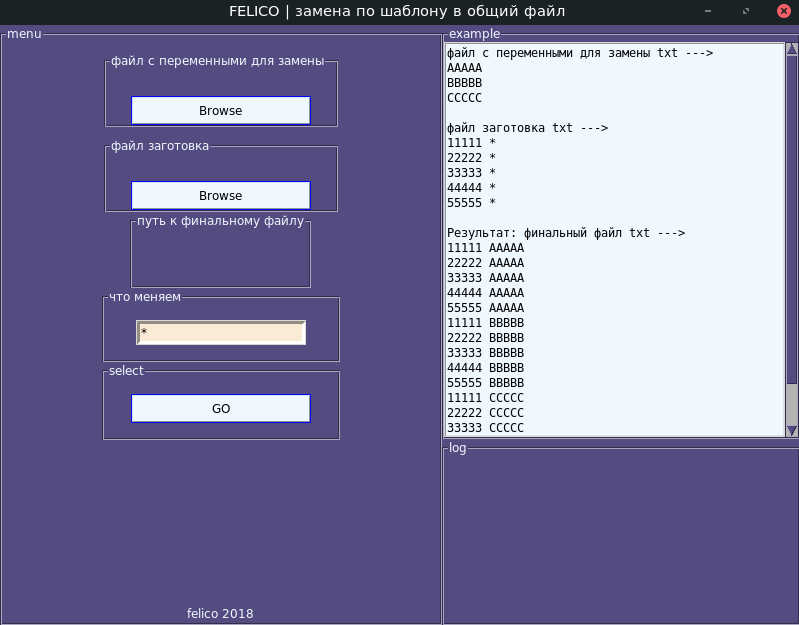 FELICO | замена по шаблону в общий файл
menu
файл с переменными для замены
Browse
файл заготовка
Browse
путь к финальному файлу
что меняем
*
select
GO
felico 2018
example
файл с переменными для замены txt --->
AAAAA
BBBBB
CCCCC
файл заготовка txt --->
11111 *
22222 *
33333 *
44444 *
55555 *
Результат: финальный файл txt --->
11111 AAAAA
22222 AAAAA
33333 AAAAA
44444 AAAAA
55555 AAAAA
11111 BBBBB
22222 BBBBB
33333 BBBBB
44444 BBBBB
55555 BBBBB
11111 CCCCC
22222 CCCCC
33333 CCCCC
log